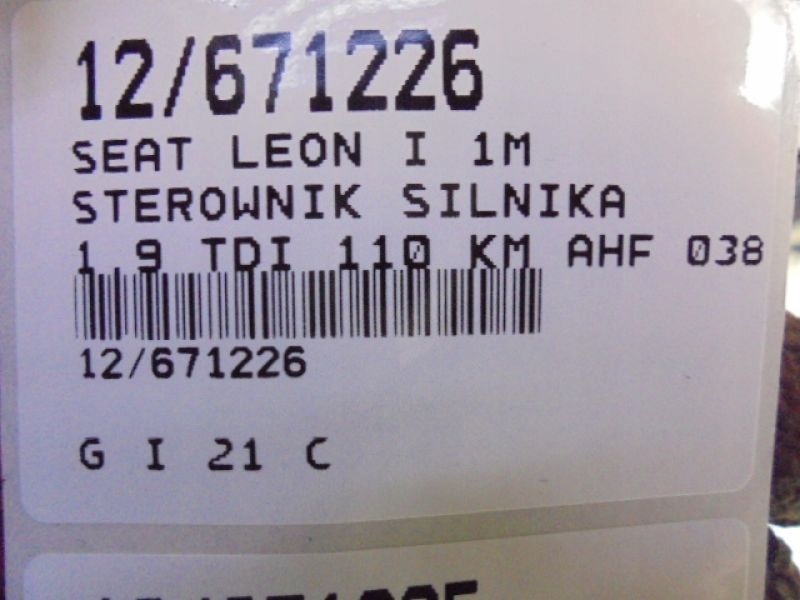 12/671226
SEAT LEON I 1M
STEROWNIK SILNIKA
1.9 TDI 110 KM AHF 038
12/671226
G I 21 C